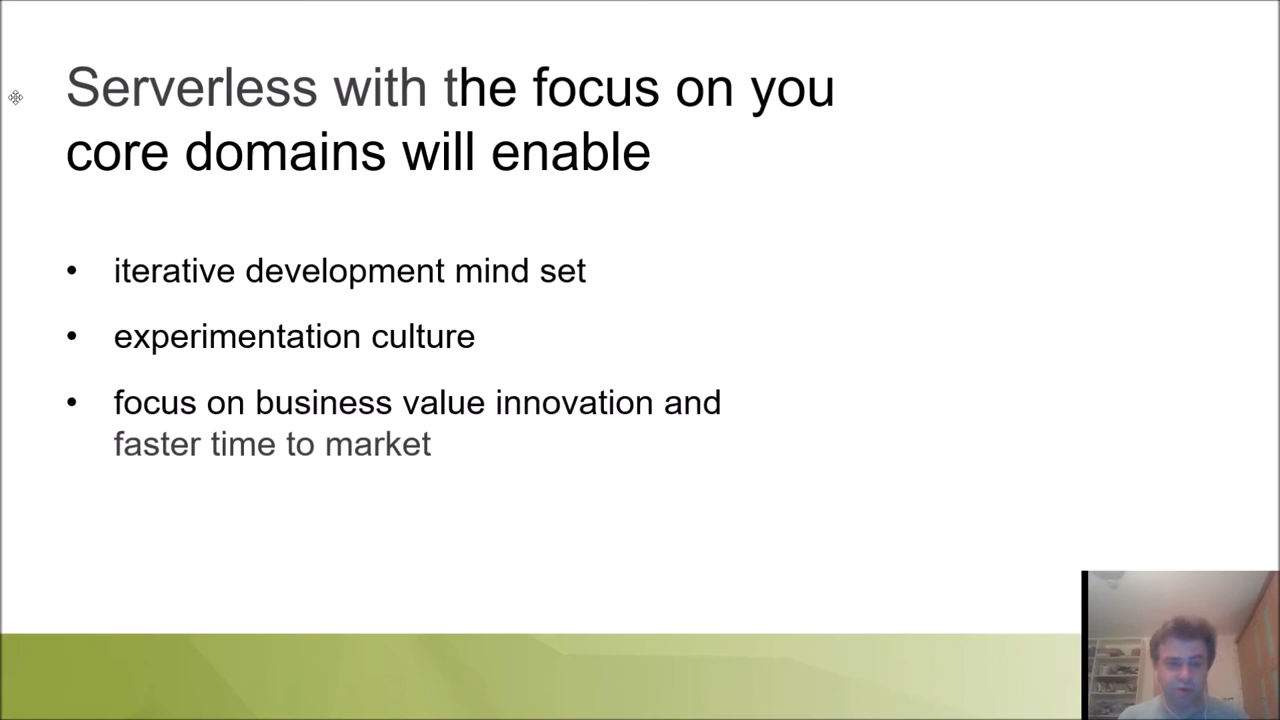 Serverless with the focus on you
core domains will enable
• iterative development mind set
• experimentation culture
• focus on business value innovation and
faster time to market